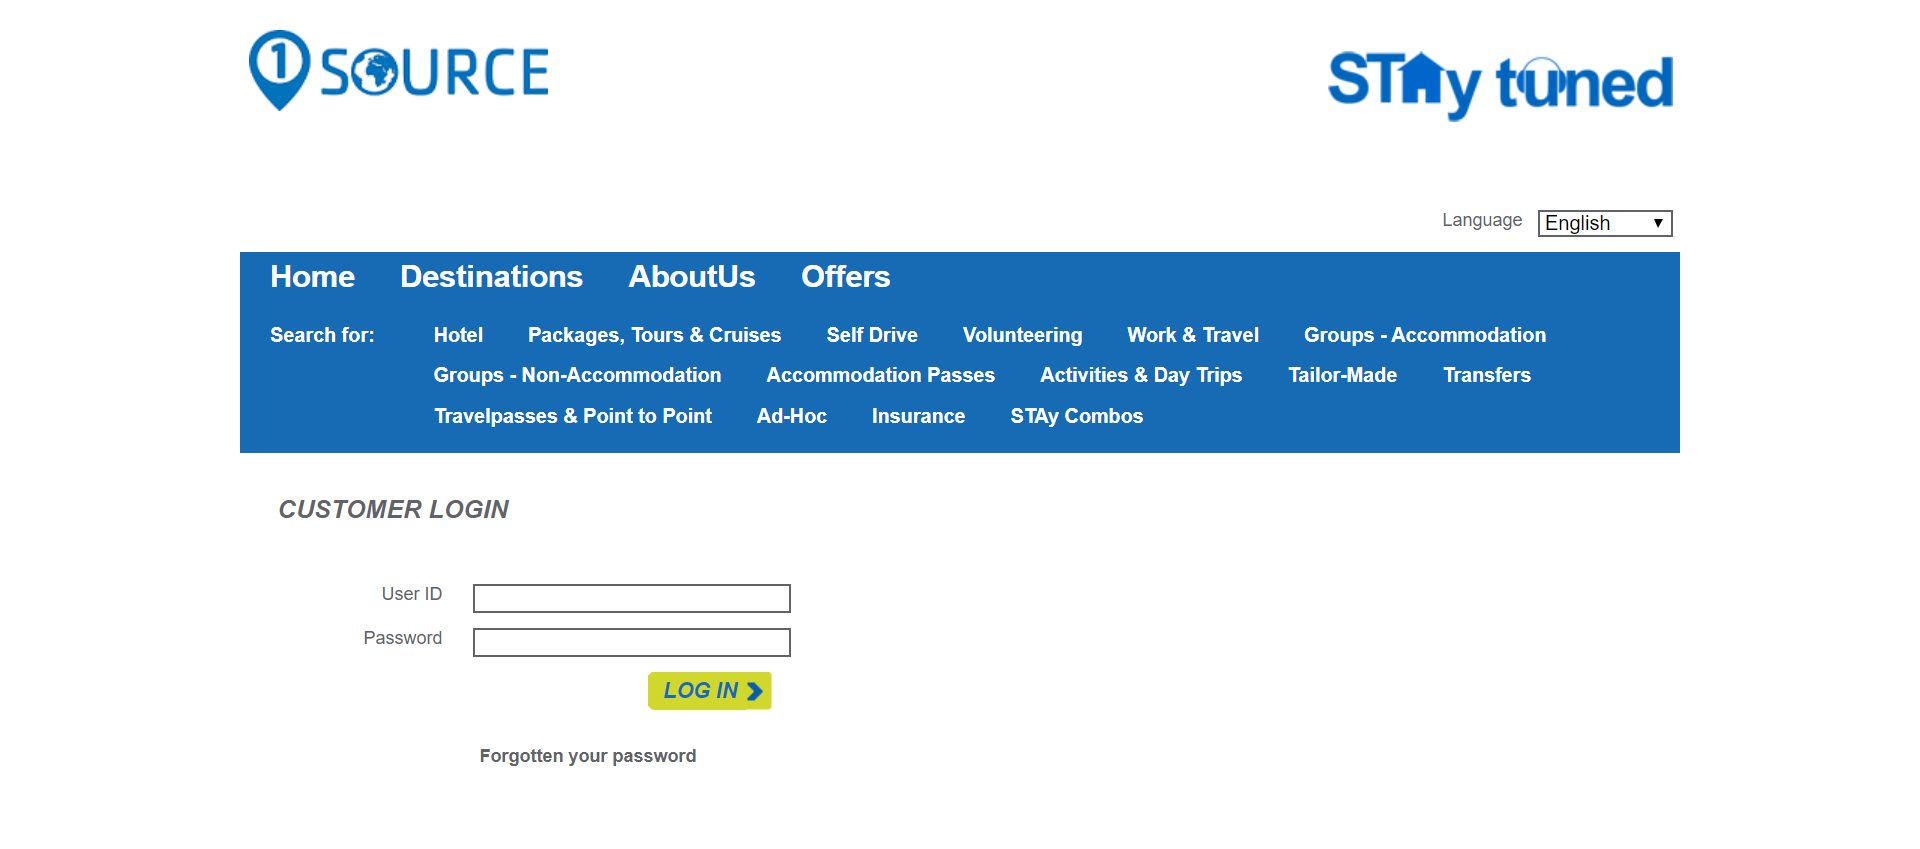 1 SOURCE
STAy tuned
Language English
Home Destinations AboutUs Offers
Search for: Hotel Packages, Tours & Cruises Self Drive Volunteering Work & Travel Groups - Accommodation
Groups - Non-Accommodation Accommodation Passes Activities & Day Trips Tailor-Made Transfers
Travelpasses & Point to Point Ad-Hoc Insurance STAy Combos
CUSTOMER LOGIN
User ID
Password
LOG IN
Forgotten your password